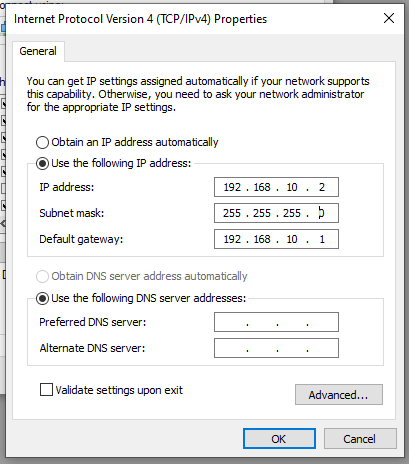 Internet Protocol Version 4 (TCP/IPv4) Properties
General
You can get IP settings assigned automatically if your network supports
this capability. Otherwise, you need to ask your network administrator
for the appropriate IP settings.
Obtain an IP address automatically
Use the following IP address:
IP address: 192 . 168 . 10 . 2
Subnet mask: 255 . 255 . 255 . 0
Default gateway: 192 . 168 . 10 . 1
Obtain DNS server address automatically
Use the following DNS server addresses:
Preferred DNS server: . . .
Alternate DNS server: . . .
Validate settings upon exit
Advanced...
OK
Cancel